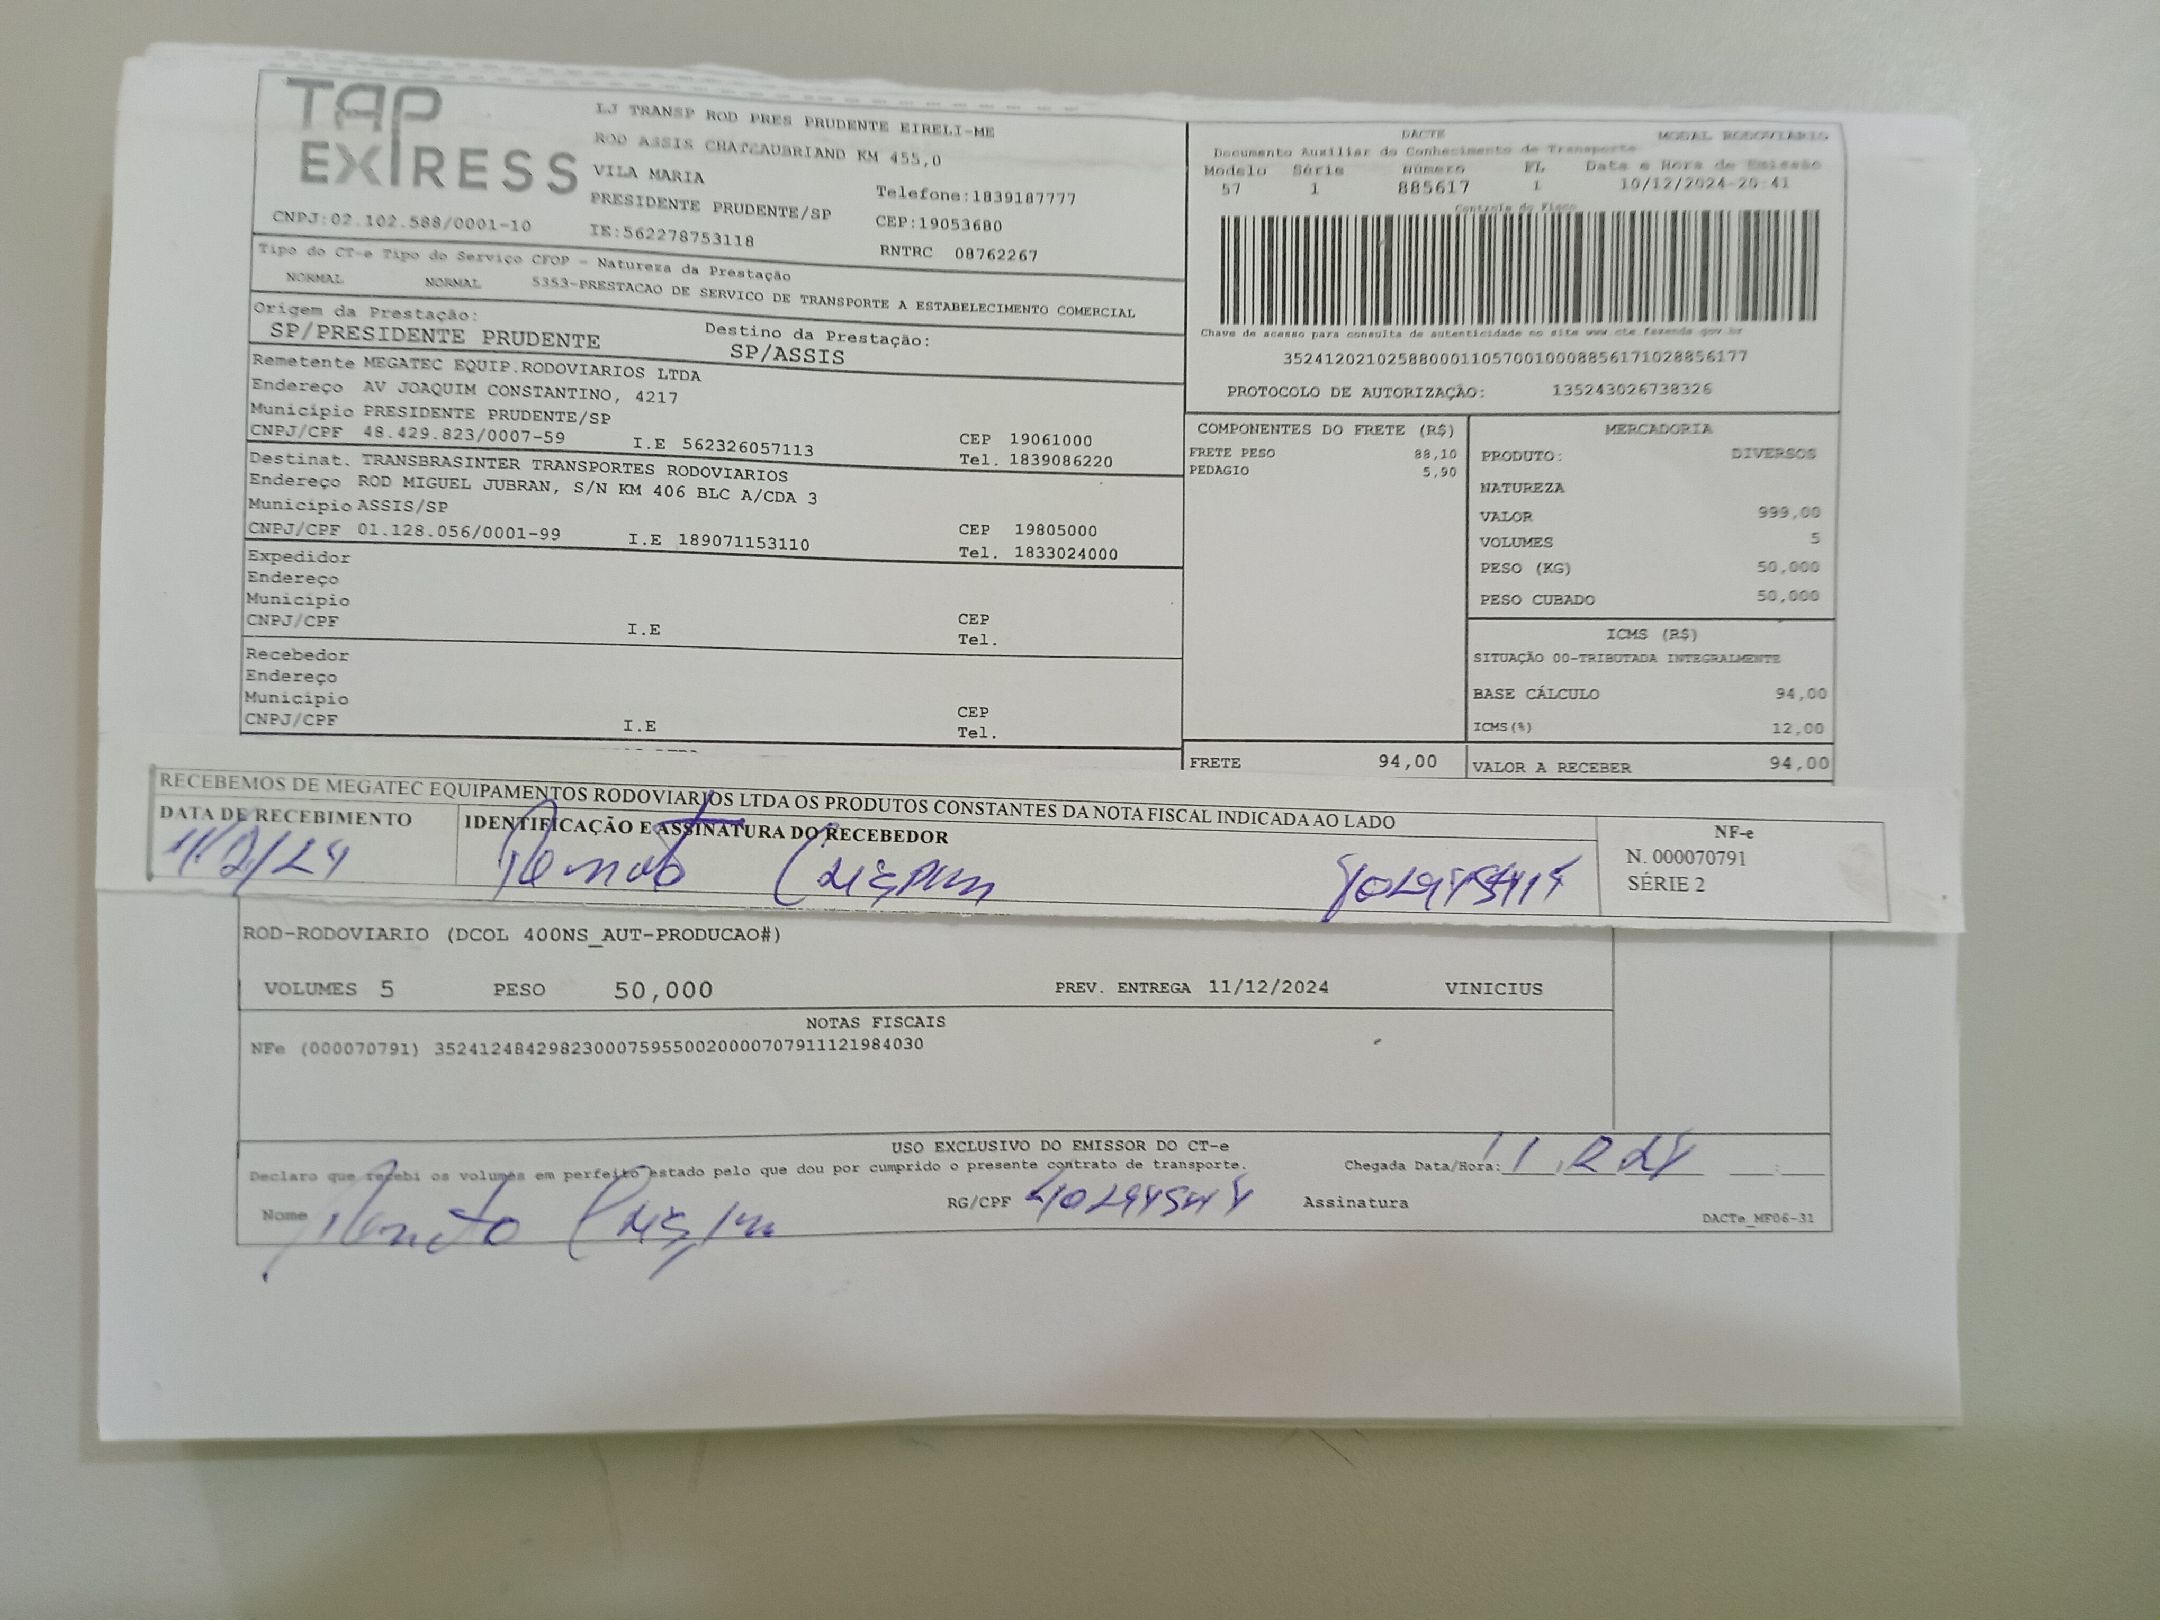 TAP EXPRESS
LJ TRANSP ROD PRES PRUDENTE EIRELI-ME
ROD ASSIS CHATEAUBRIAND KM 455,0
VILA MARIA
PRESIDENTE PRUDENTE/SP Telefone:1839187777
CNPJ:02.102.588/0001-10 IE:562278753118 CEP:19053680
RNTRC 08762267
Tipo do CT-e Tipo do Serviço CFOP - Natureza da Prestação
NORMAL NORMAL 5353-PRESTACAO DE SERVICO DE TRANSPORTE A ESTABELECIMENTO COMERCIAL
Origem da Prestação: Destino da Prestação:
SP/PRESIDENTE PRUDENTE SP/ASSIS
Remetente MEGATEC EQUIP.RODOVIARIOS LTDA
Endereço AV JOAQUIM CONSTANTINO, 4217
Município PRESIDENTE PRUDENTE/SP CEP 19061000
CNPJ/CPF 48.429.823/0007-59 I.E 562326057113 Tel. 1839086220
Destinat. TRANSBRASINTER TRANSPORTES RODOVIARIOS
Endereço ROD MIGUEL JUBRAN, S/N KM 406 BLC A/CDA 3
Município ASSIS/SP CEP 19805000
CNPJ/CPF 01.128.056/0001-99 I.E 189071153110 Tel. 1833024000
Expedidor
Endereço
Município CEP
CNPJ/CPF I.E Tel.
Recebedor
Endereço
Município CEP
CNPJ/CPF I.E Tel.
DACTE MODAL RODOVIARIO
Documento Auxiliar do Conhecimento de Transporte
Modelo Série Número FL Data e Hora de Emissão
57 1 885617 1 10/12/2024-20:41
Controle do Fisco
Chave de acesso para consulta de autenticidade no site www.cte.fazenda.gov.br
35241202102588000110570010008856171028856177
PROTOCOLO DE AUTORIZAÇÃO: 135243026738326
COMPONENTES DO FRETE (R$)
FRETE PESO 88,10
PEDAGIO 5,90
MERCADORIA
PRODUTO: DIVERSOS
NATUREZA
VALOR 999,00
VOLUMES 5
PESO (KG) 50,000
PESO CUBADO 50,000
ICMS (R$)
SITUAÇÃO 00-TRIBUTADA INTEGRALMENTE
BASE CÁLCULO 94,00
ICMS(%) 12,00
FRETE 94,00 VALOR A RECEBER 94,00
RECEBEMOS DE MEGATEC EQUIPAMENTOS RODOVIARIOS LTDA OS PRODUTOS CONSTANTES DA NOTA FISCAL INDICADA AO LADO
DATA DE RECEBIMENTO IDENTIFICAÇÃO E ASSINATURA DO RECEBEDOR
11/12/24 Renato
NF-e
N. 000070791
SÉRIE 2
ROD-RODOVIARIO (DCOL 400NS_AUT-PRODUCAO#)
VOLUMES 5 PESO 50,000 PREV. ENTREGA 11/12/2024 VINICIUS
NOTAS FISCAIS
NFe (000070791) 35241248429823000759550020000707911121984030
USO EXCLUSIVO DO EMISSOR DO CT-e
Declaro que recebi os volumes em perfeito estado pelo que dou por cumprido o presente contrato de transporte. Chegada Data/Hora: 11 12 24 :
Nome Renato RG/CPF Assinatura
DACTe_MF06-31